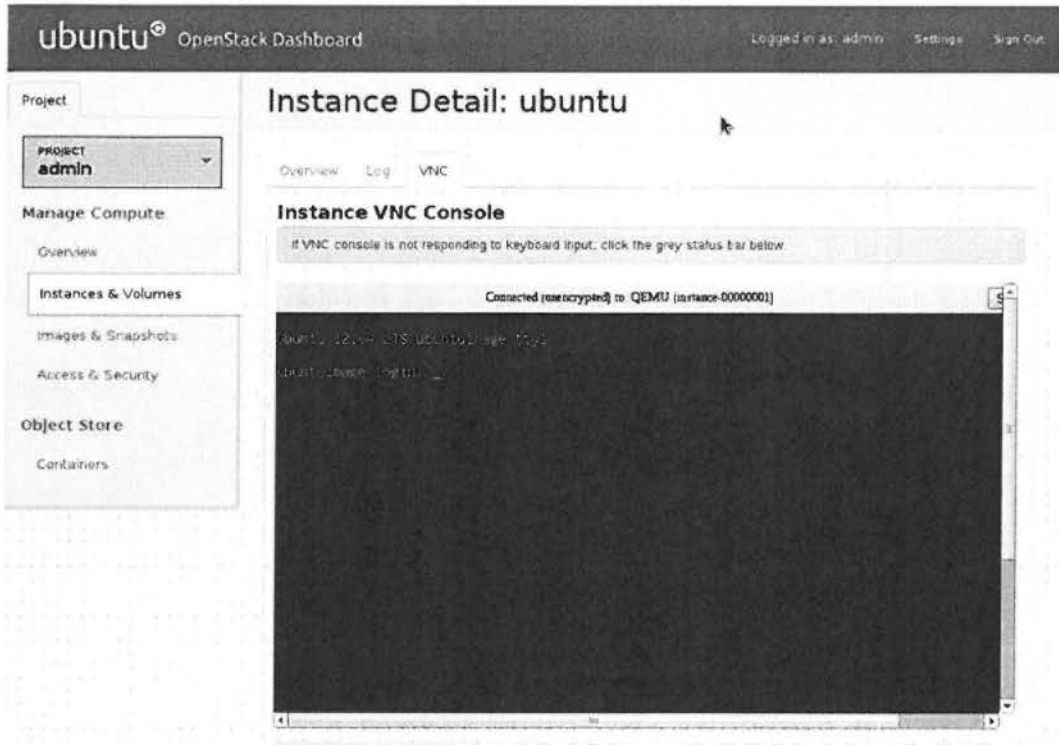 ubuntu® OpenStack Dashboard
Logged in as: admin Settings Sign Out
Project
PROJECT
admin
Manage Compute
Overview
Instances & Volumes
Images & Snapshots
Access & Security
Object Store
Containers
Instance Detail: ubuntu
Overview Log VNC
Instance VNC Console
If VNC console is not responding to keyboard input, click the grey status bar below.
Connected (unencrypted) to: QEMU (instance-00000001)
login: _